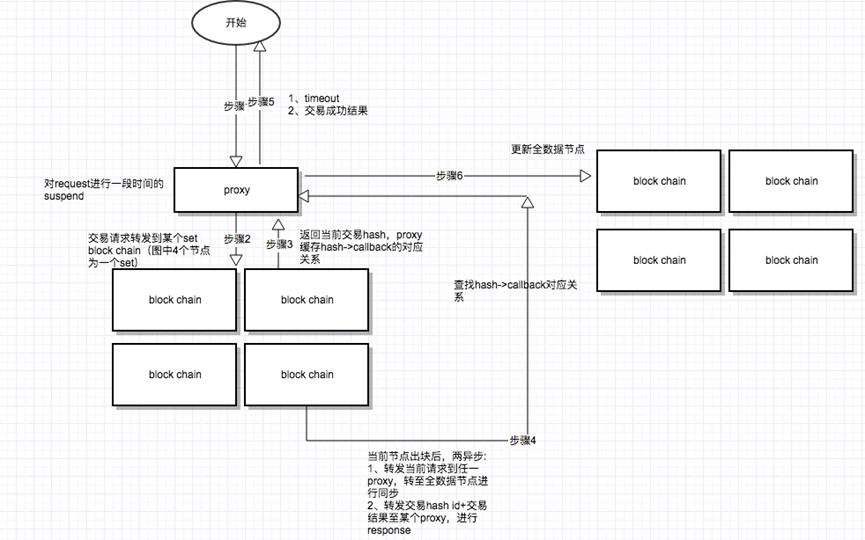 开始
步骤
步骤5
1、timeout
2、交易成功结果
更新全数据节点
对request进行一段时间的
suspend
proxy
步骤6
block chain
block chain
交易请求转发到某个set
block chain（图中4个节点
为一个set）
步骤2
步骤3
返回当前交易hash，proxy
缓存hash->callback的对应
关系
block chain
block chain
查找hash->callback对应关
系
block chain
block chain
block chain
block chain
步骤4
当前节点出块后，两异步:
1、转发当前请求到任一
proxy，转至全数据节点进
行同步
2、转发交易hash id+交易
结果至某个proxy，进行
response